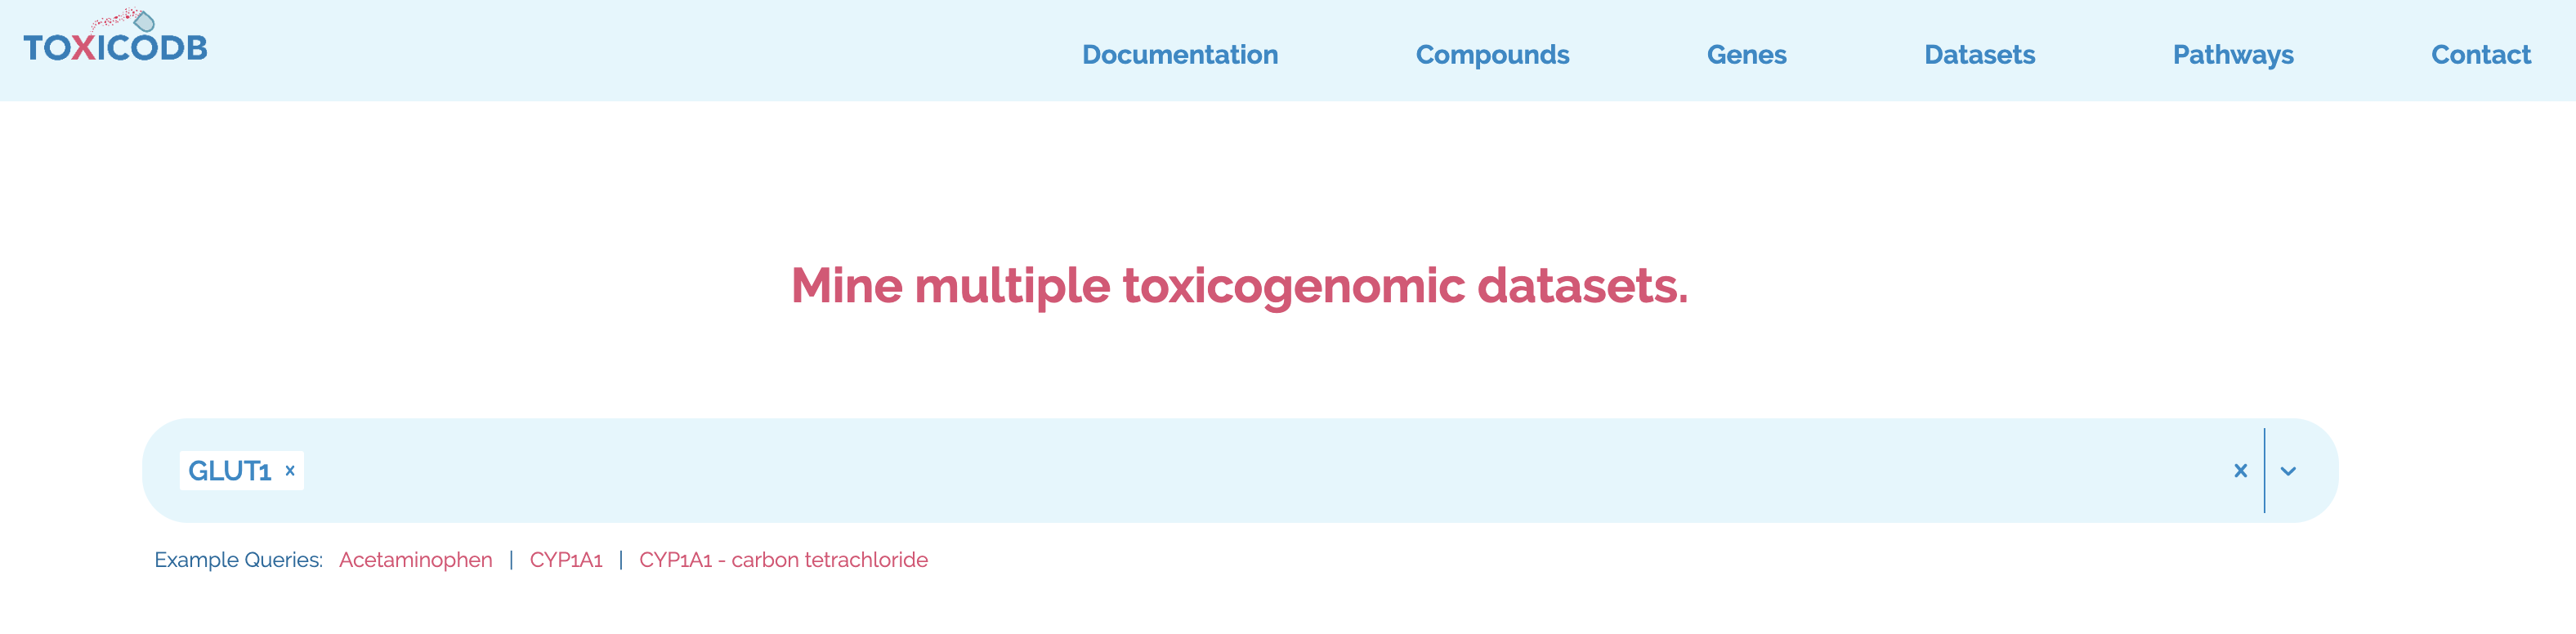 TOXICODB
Documentation Compounds Genes Datasets Pathways Contact
Mine multiple toxicogenomic datasets.
GLUT1 ×
Example Queries: Acetaminophen | CYP1A1 | CYP1A1 - carbon tetrachloride